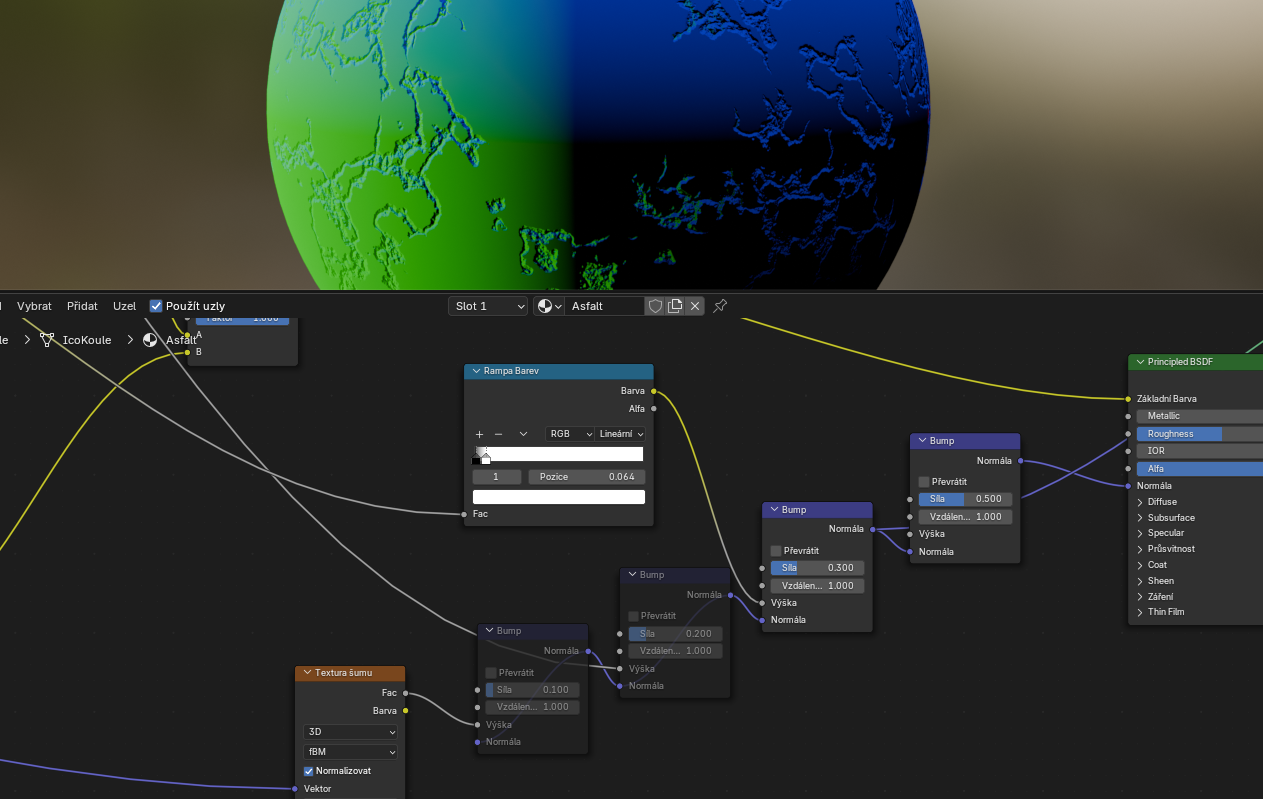 Vybrat Přidat Uzel Použít uzly Slot 1 Asfalt
Faktor 1.000
A
B
IcoKoule Asfalt
Rampa Barev
Barva
Alfa
RGB Lineární
1 Pozice 0.064
Fac
Bump
Normála
Převrátit
Síla 0.100
Vzdálen... 1.000
Výška
Normála
Bump
Normála
Převrátit
Síla 0.200
Vzdálen... 1.000
Výška
Normála
Bump
Normála
Převrátit
Síla 0.300
Vzdálen... 1.000
Výška
Normála
Bump
Normála
Převrátit
Síla 0.500
Vzdálen... 1.000
Výška
Normála
Principled BSDF
Základní Barva
Metallic
Roughness
IOR
Alfa
Normála
Diffuse
Subsurface
Specular
Průsvitnost
Coat
Sheen
Záření
Thin Film
Textura šumu
Fac
Barva
3D
fBM
Normalizovat
Vektor